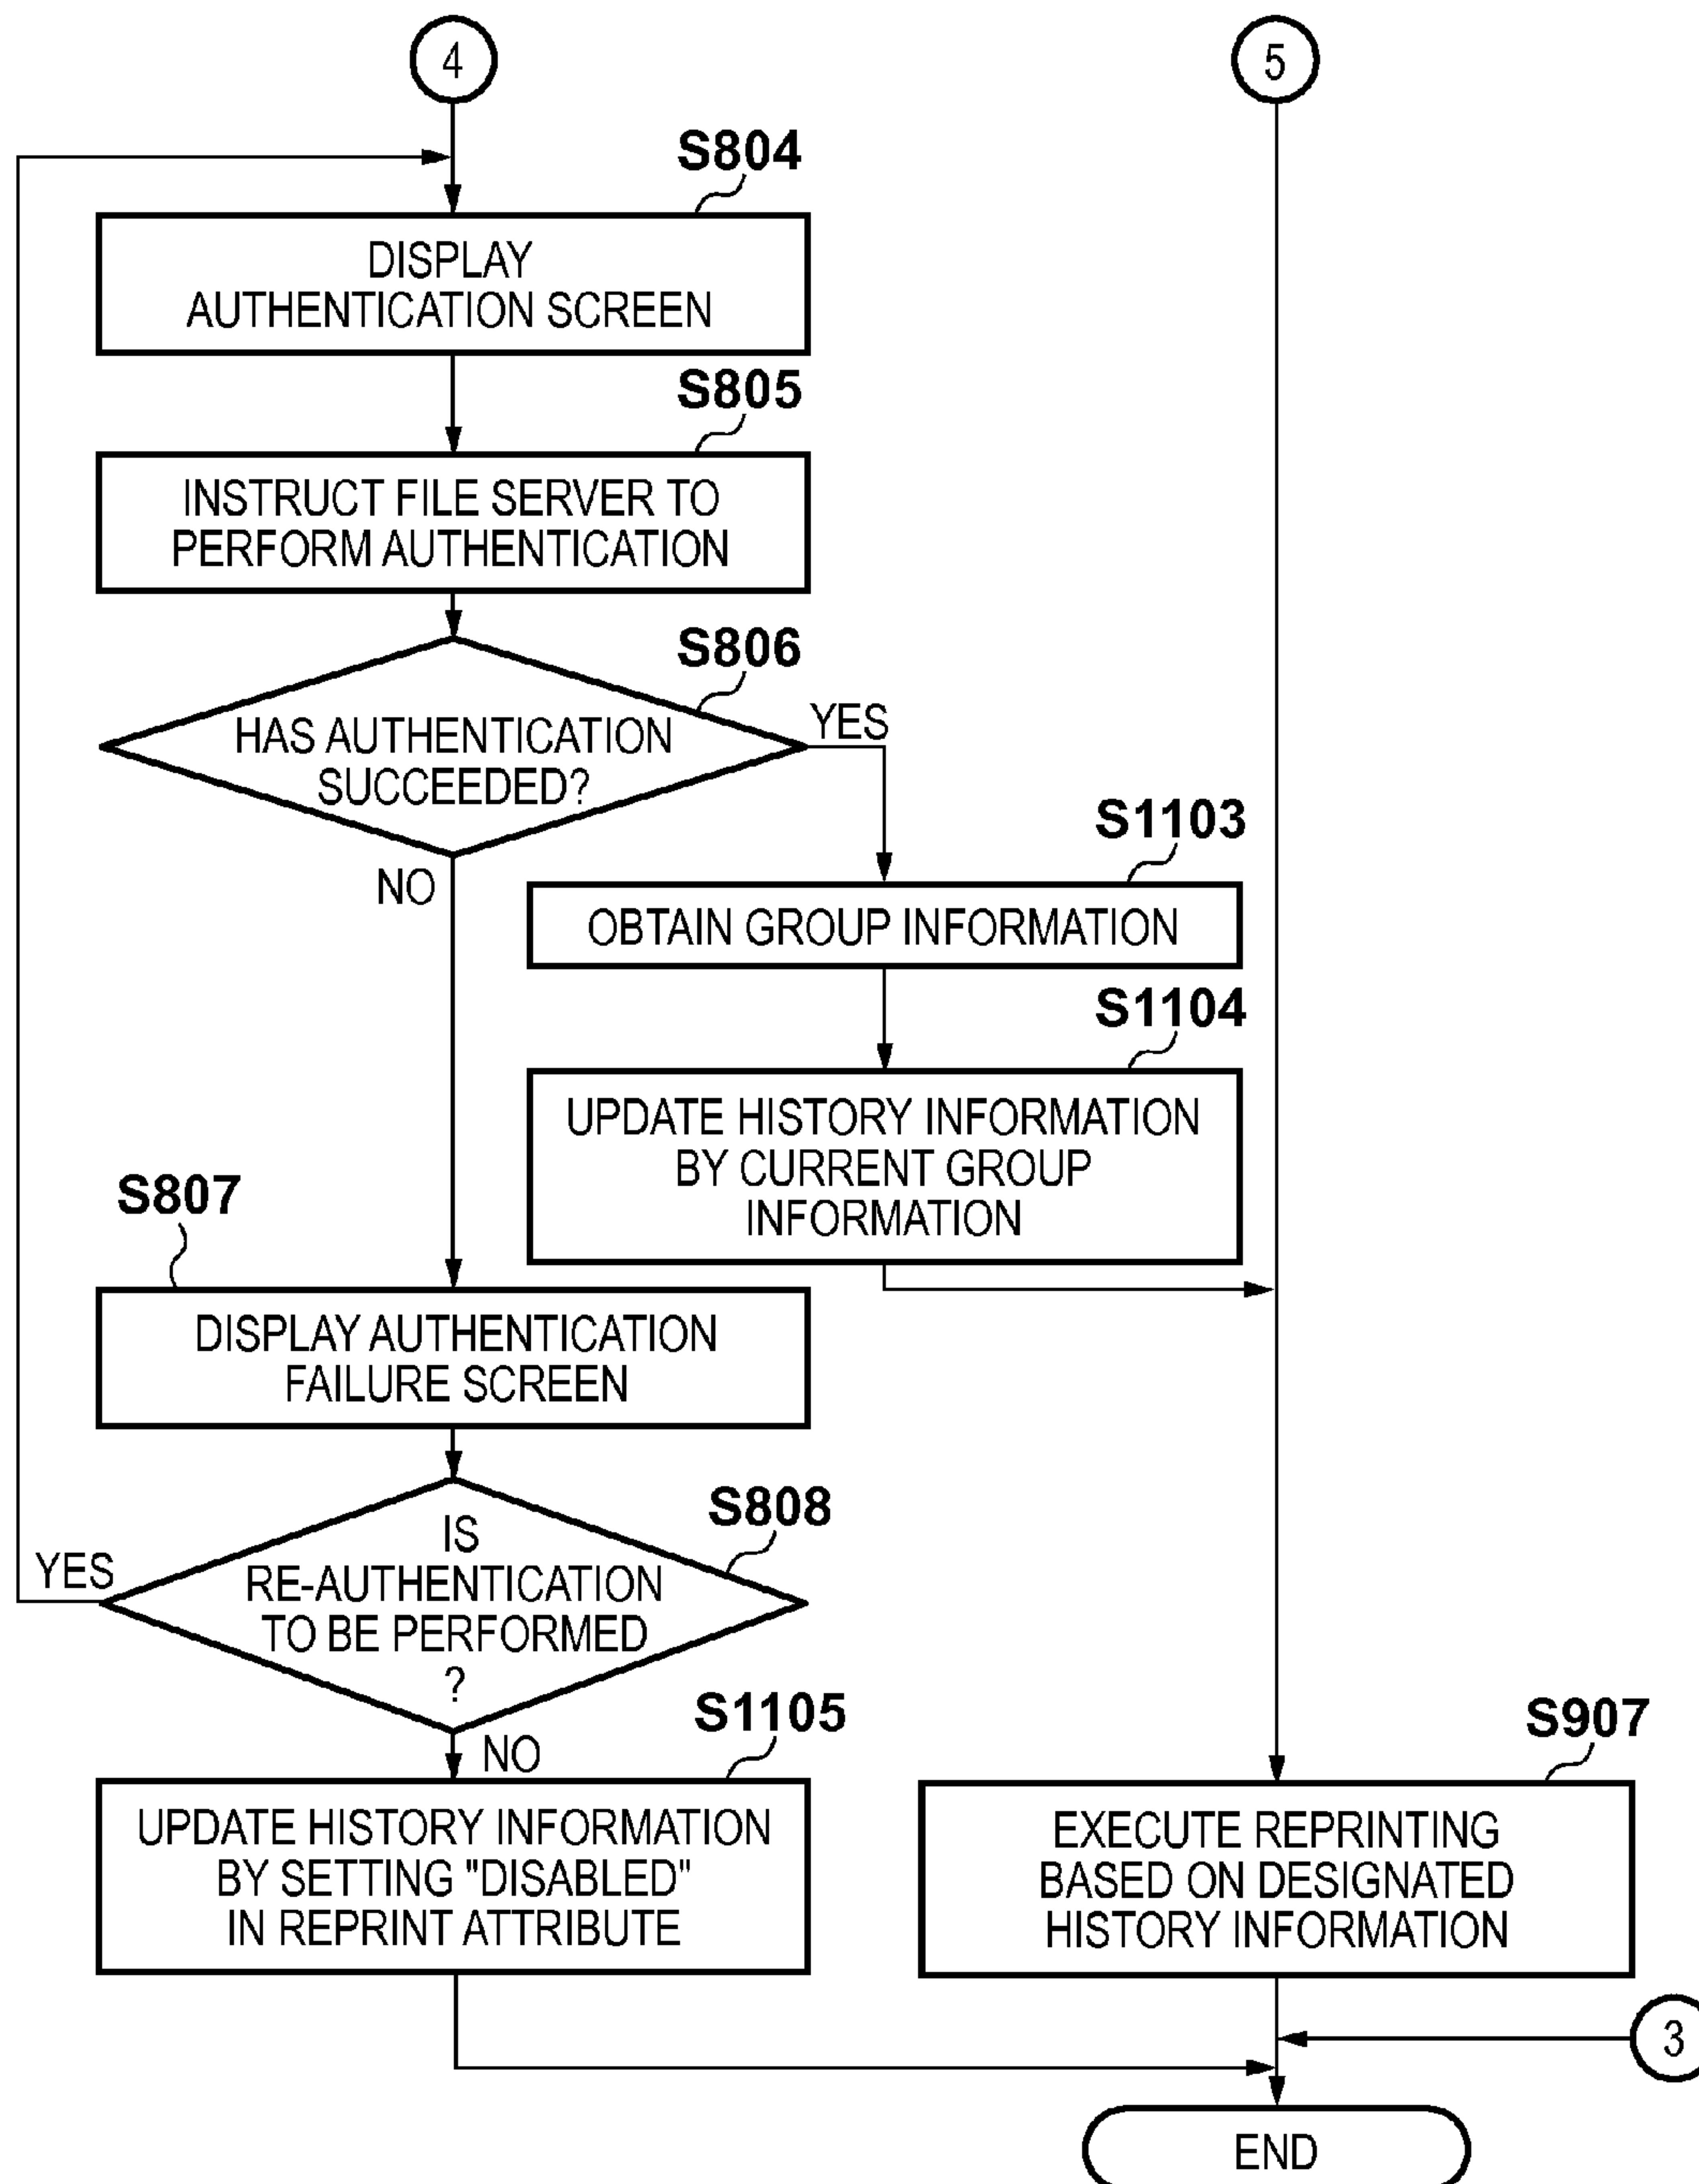 4
5
S804
DISPLAY
AUTHENTICATION SCREEN
S805
INSTRUCT FILE SERVER TO
PERFORM AUTHENTICATION
S806
HAS AUTHENTICATION
SUCCEEDED?
YES
NO
S1103
OBTAIN GROUP INFORMATION
S1104
UPDATE HISTORY INFORMATION
BY CURRENT GROUP
INFORMATION
S807
DISPLAY AUTHENTICATION
FAILURE SCREEN
S808
IS
RE-AUTHENTICATION
TO BE PERFORMED
?
YES
NO
S1105
UPDATE HISTORY INFORMATION
BY SETTING "DISABLED"
IN REPRINT ATTRIBUTE
S907
EXECUTE REPRINTING
BASED ON DESIGNATED
HISTORY INFORMATION
3
END